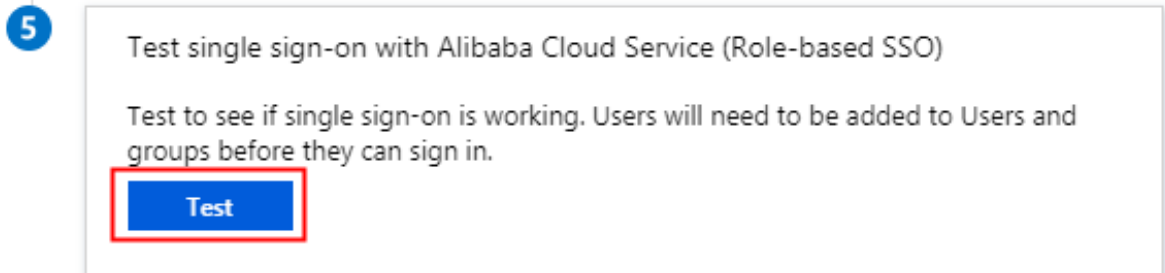 5
Test single sign-on with Alibaba Cloud Service (Role-based SSO)
Test to see if single sign-on is working. Users will need to be added to Users and
groups before they can sign in.
Test